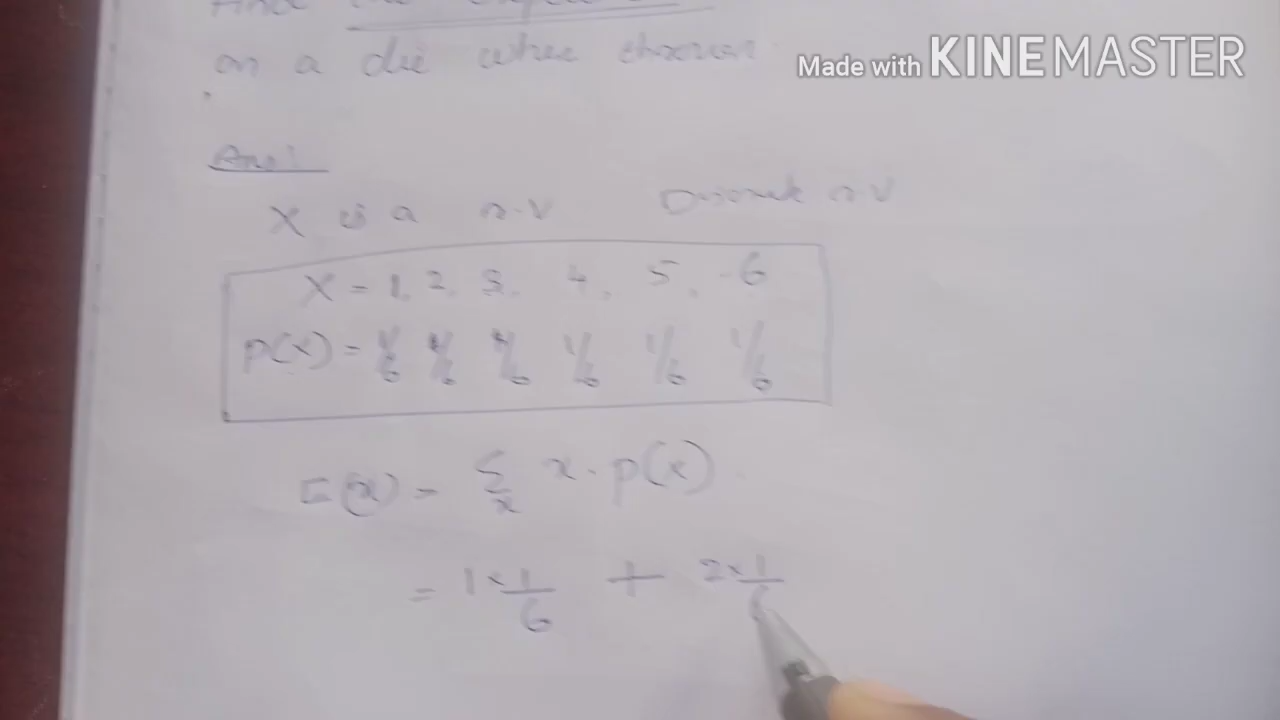 on a die when thrown
Made with KINEMASTER
Ans:
X is a r.v Discrete r.v
X = 1, 2, 3, 4, 5, 6
P(x) = 1/6 1/6 1/6 1/6 1/6 1/6
E(x) = Σ x x . p(x)
= 1 × 1/6 + 2 × 1/6